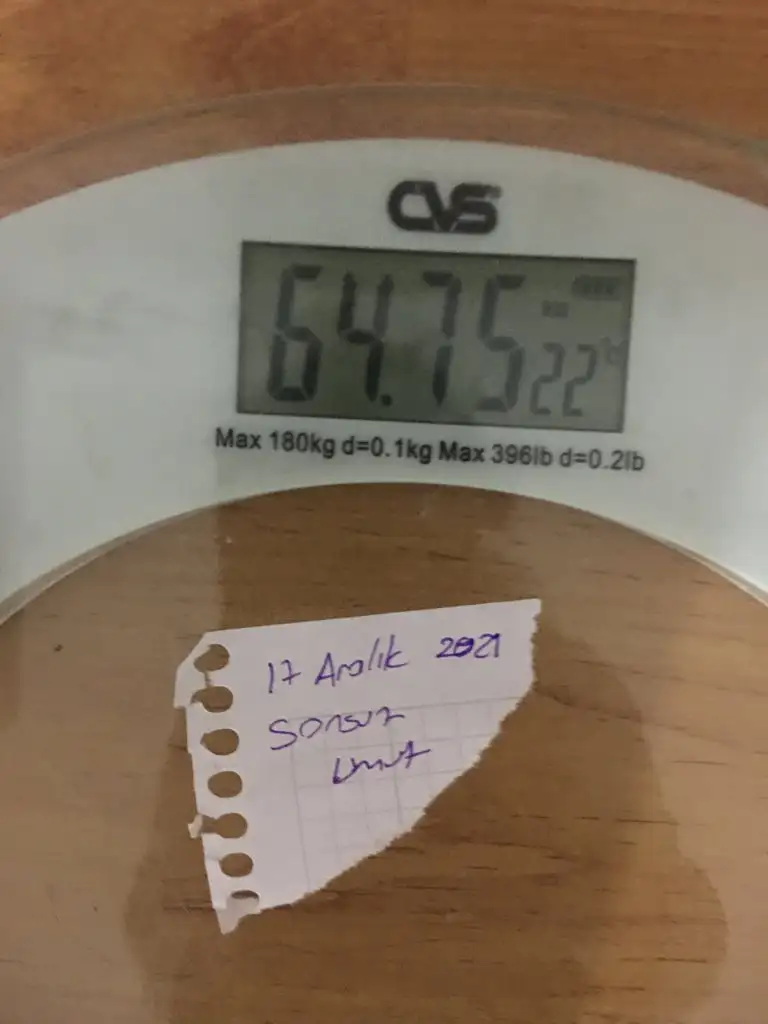 CVS
64.75
22°C
Max 180kg d=0.1kg Max 396lb d=0.2lb
17 Aralık 2021
sonsuz
umut